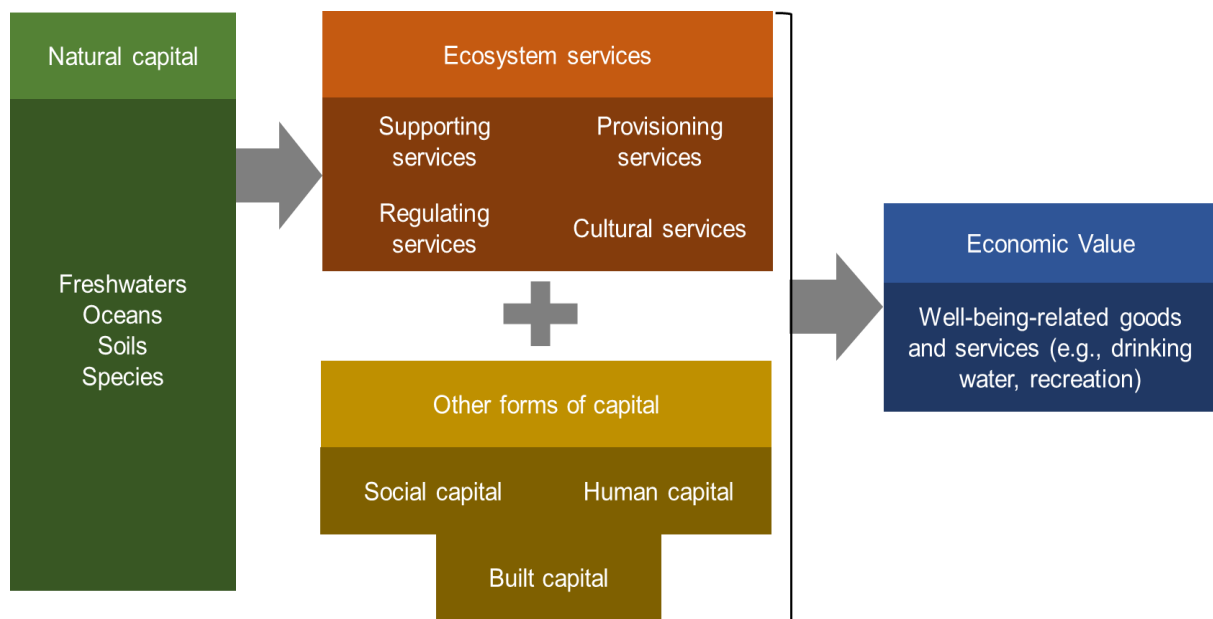 Natural capital
Freshwaters
Oceans
Soils
Species
Ecosystem services
Supporting
services
Provisioning
services
Regulating
services
Cultural services
Other forms of capital
Social capital
Human capital
Built capital
Economic Value
Well-being-related goods
and services (e.g., drinking
water, recreation)